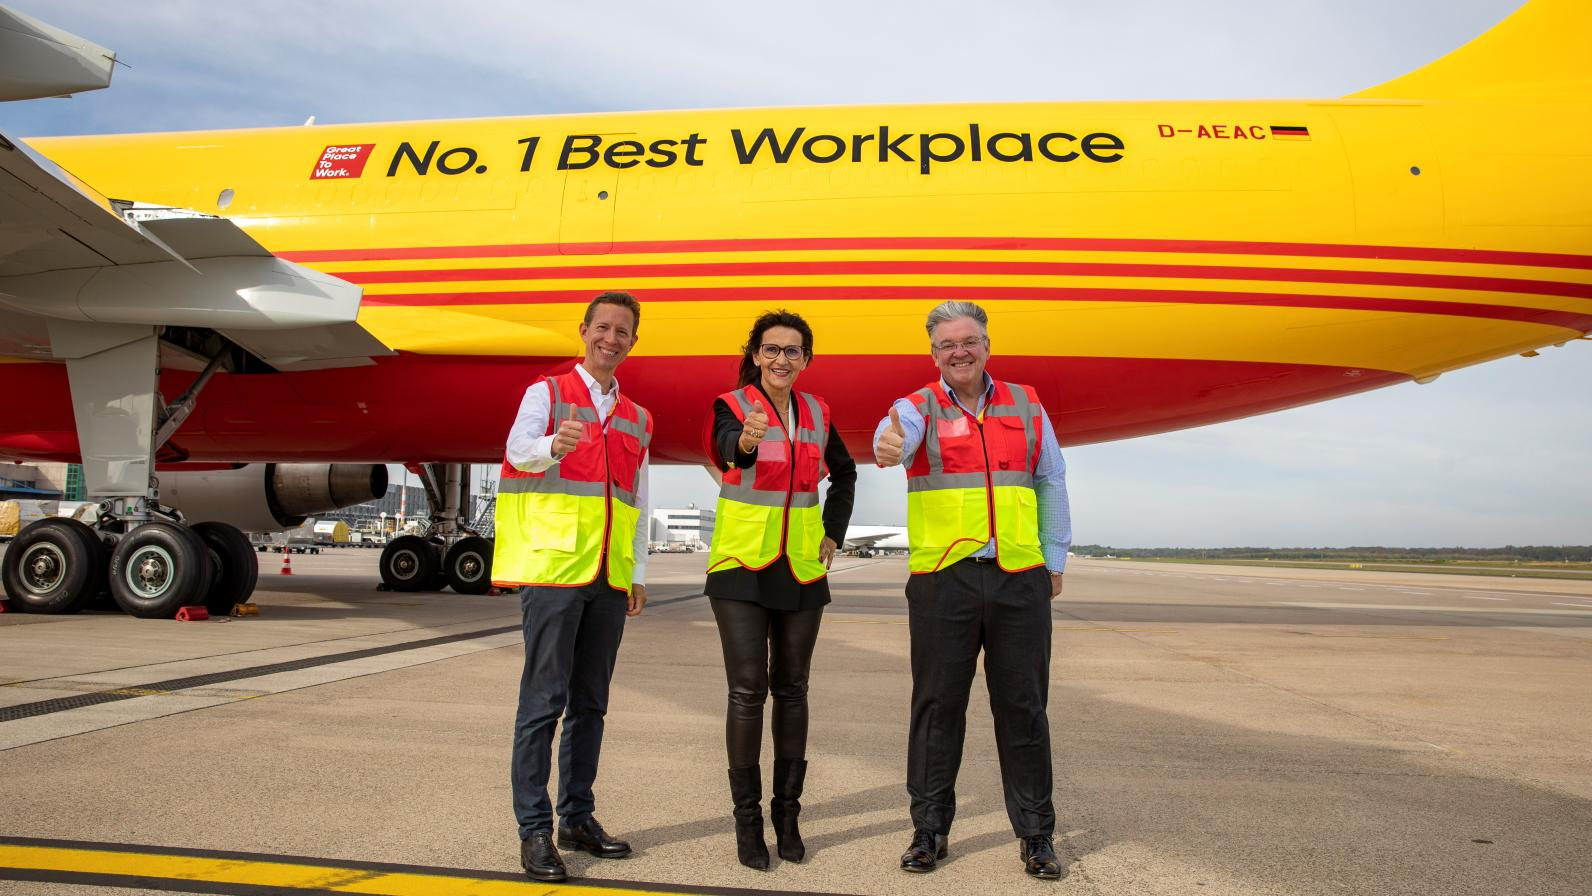 Great
Place
To
Work.
No. 1 Best Workplace
D-AEAC